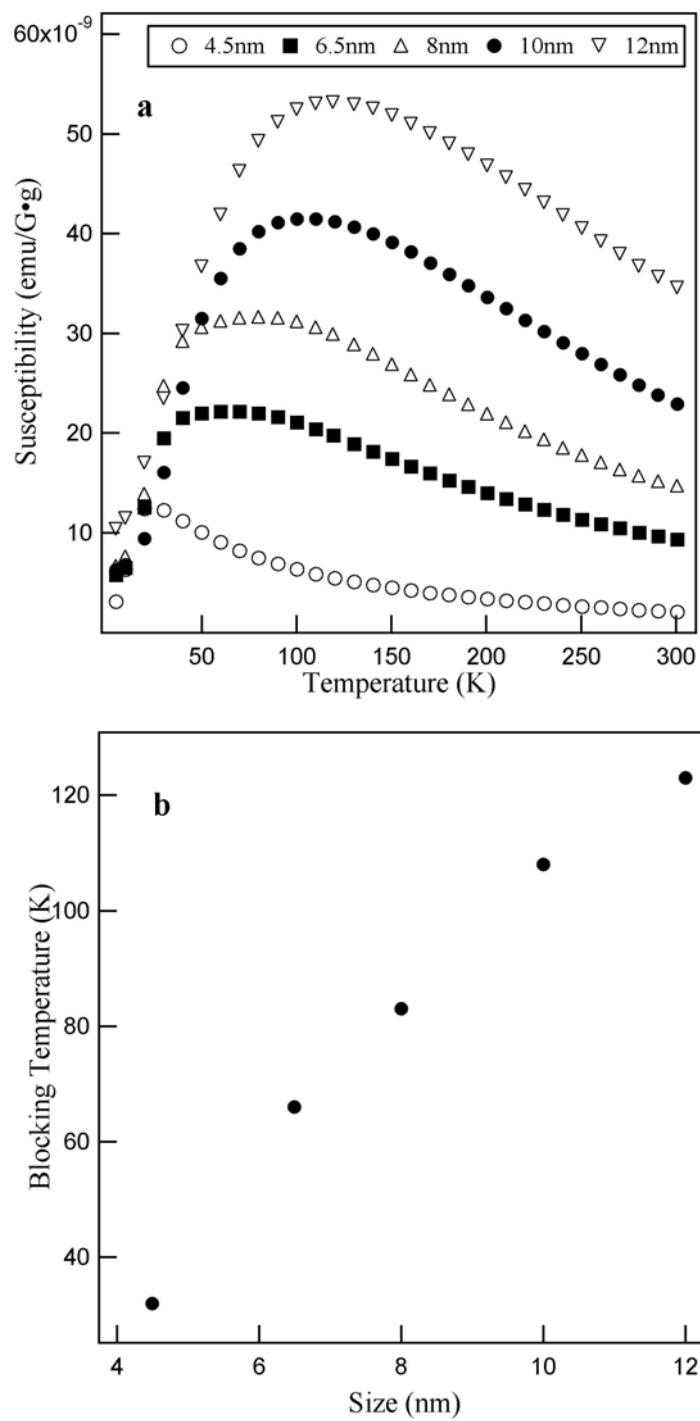 60x10⁻⁹
4.5nm 6.5nm 8nm 10nm 12nm
a
50
40
30
20
10
Susceptibility (emu/G•g)
50 100 150 200 250 300
Temperature (K)
b
120
100
80
60
40
Blocking Temperature (K)
4 6 8 10 12
Size (nm)